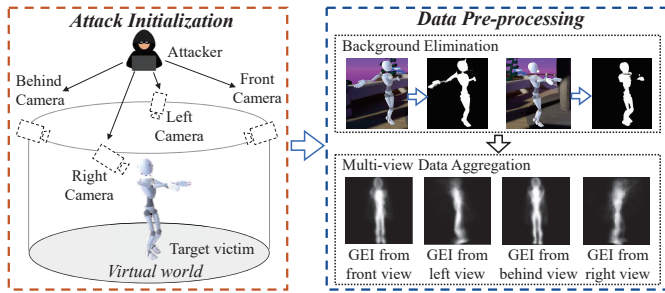 Attack Initialization
Attacker
Behind
Camera
Front
Camera
Left
Camera
Right
Camera
Target victim
Virtual world
Data Pre-processing
Background Elimination
Multi-view Data Aggregation
GEI from
front view
GEI from
left view
GEI from
behind view
GEI from
right view